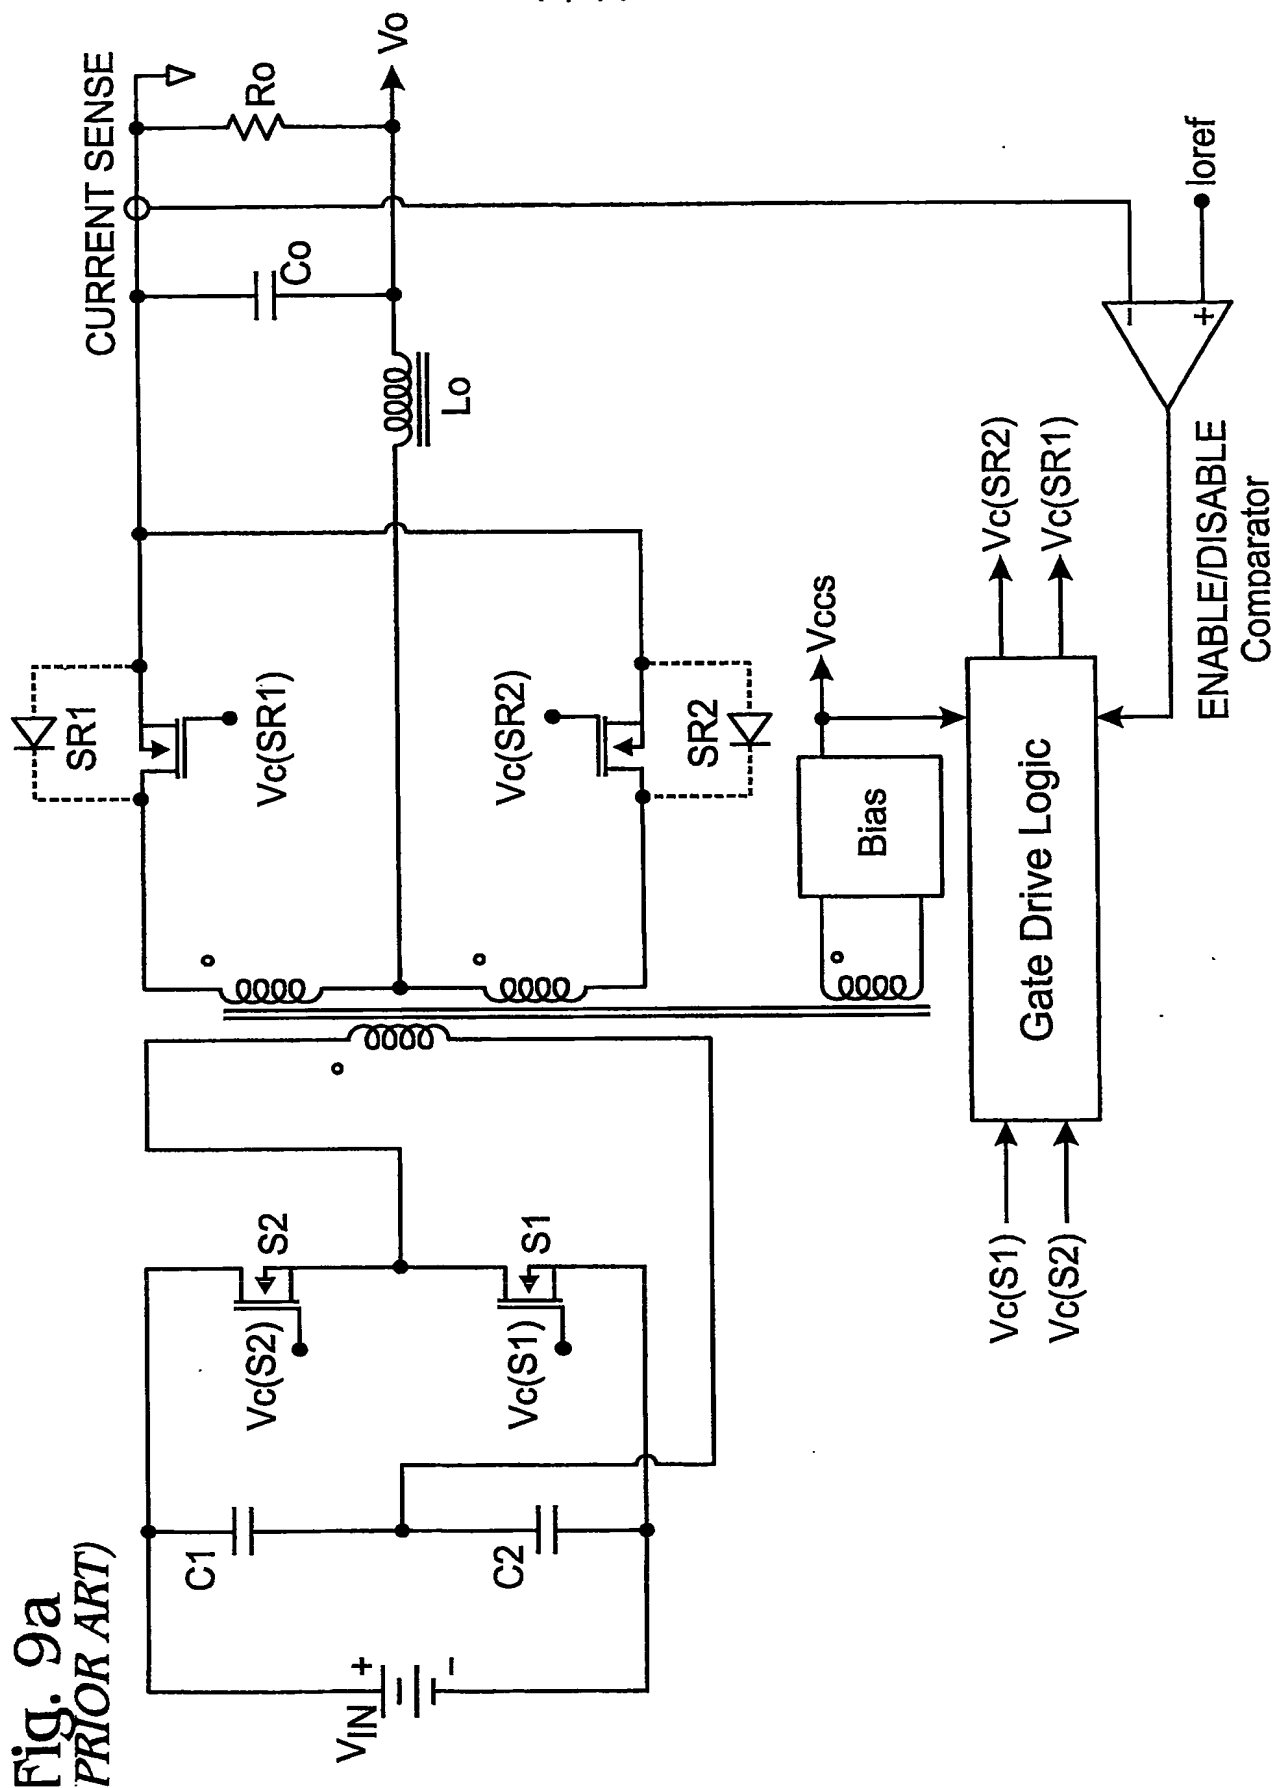 Fig. 9a
(PRIOR ART)
VIN
+
-
C1
C2
Vc(S2)
S2
Vc(S1)
S1
SR1
Vc(SR1)
Vc(SR2)
SR2
Lo
Co
CURRENT SENSE
Ro
Vo
Bias
Vccs
Vc(S1)
Vc(S2)
Gate Drive Logic
Vc(SR2)
Vc(SR1)
ENABLE/DISABLE
Comparator
-
+
Ioref